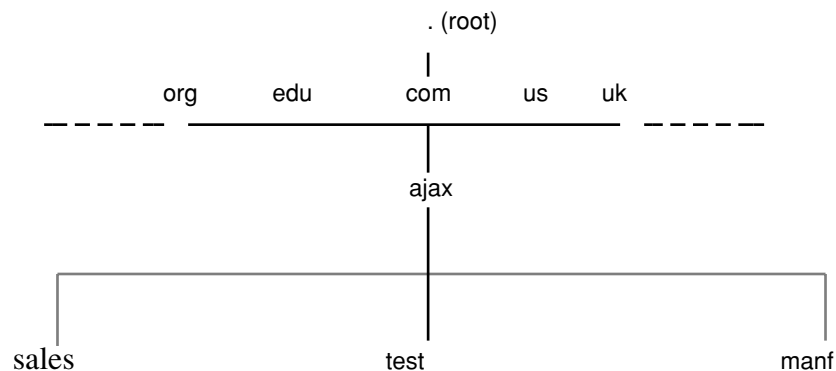 . (root)
org edu com us uk
ajax
sales test manf